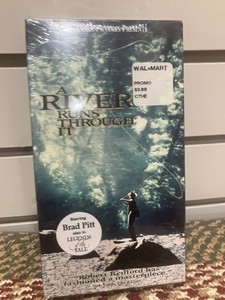 WAL★MART
PROMO
$3.88
CTHE
A
RIVER
RUNS
THROUGH
IT
Starring
Brad Pitt
also in
LEGENDS
of the
FALL
Robert Redford has
fashioned a masterpiece.